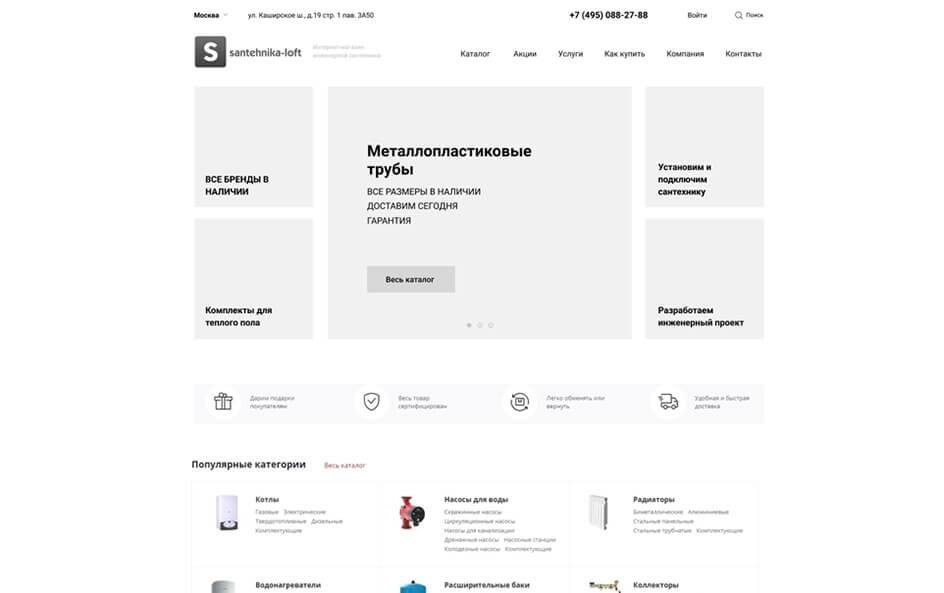 Москва
ул. Каширское ш., д.19 стр. 1 пав. 3А50
+7 (495) 088-27-88
Войти
Поиск
S santehnika-loft
Интернет-магазин
инженерной сантехники
Каталог
Акции
Услуги
Как купить
Компания
Контакты
ВСЕ БРЕНДЫ В
НАЛИЧИИ
Комплекты для
теплого пола
Металлопластиковые
трубы
ВСЕ РАЗМЕРЫ В НАЛИЧИИ
ДОСТАВИМ СЕГОДНЯ
ГАРАНТИЯ
Весь каталог
Установим и
подключим
сантехнику
Разработаем
инженерный проект
Дарим подарки
покупателям
Весь товар
сертифицирован
Легко обменять или
вернуть
Удобная и быстрая
доставка
Популярные категории
Весь каталог
Котлы
Газовые Электрические
Твердотопливные Дизельные
Комплектующие
Насосы для воды
Скважинные насосы
Циркуляционные насосы
Насосы для канализации
Дренажные насосы Насосные станции
Колодезные насосы Комплектующие
Радиаторы
Биметаллические Алюминиевые
Стальные панельные
Стальные трубчатые Комплектующие
Водонагреватели
Расширительные баки
Коллекторы